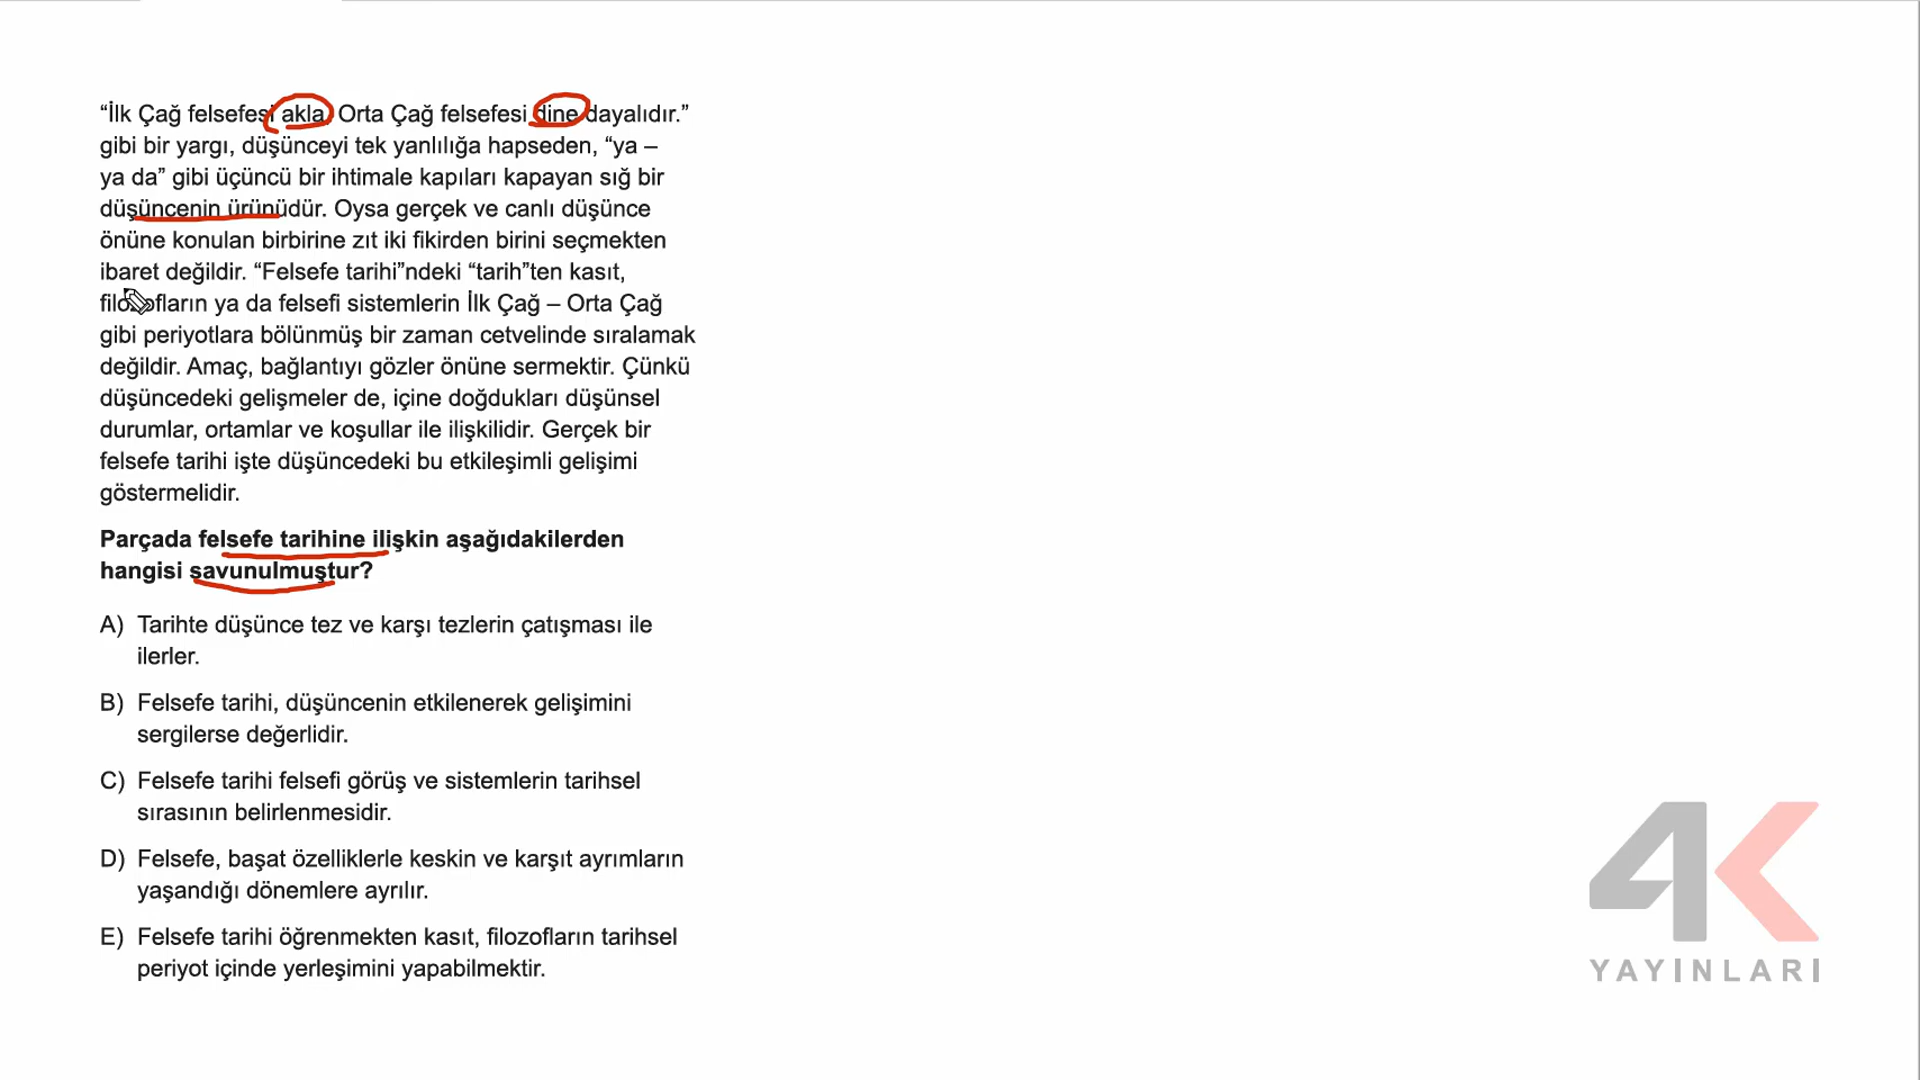 “İlk Çağ felsefesi akla, Orta Çağ felsefesi dine dayalıdır.”
gibi bir yargı, düşünceyi tek yanlılığa hapseden, “ya –
ya da” gibi üçüncü bir ihtimale kapıları kapayan sığ bir
düşüncenin ürünüdür. Oysa gerçek ve canlı düşünce
önüne konulan birbirine zıt iki fikirden birini seçmekten
ibaret değildir. “Felsefe tarihi”ndeki “tarih”ten kasıt,
filozofların ya da felsefi sistemlerin İlk Çağ – Orta Çağ
gibi periyotlara bölünmüş bir zaman cetvelinde sıralamak
değildir. Amaç, bağlantıyı gözler önüne sermektir. Çünkü
düşüncedeki gelişmeler de, içine doğdukları düşünsel
durumlar, ortamlar ve koşullar ile ilişkilidir. Gerçek bir
felsefe tarihi işte düşüncedeki bu etkileşimli gelişimi
göstermelidir.
Parçada felsefe tarihine ilişkin aşağıdakilerden
hangisi savunulmuştur?
A) Tarihte düşünce tez ve karşı tezlerin çatışması ile
ilerler.
B) Felsefe tarihi, düşüncenin etkilenerek gelişimini
sergilerse değerlidir.
C) Felsefe tarihi felsefi görüş ve sistemlerin tarihsel
sırasının belirlenmesidir.
D) Felsefe, başat özelliklerle keskin ve karşıt ayrımların
yaşandığı dönemlere ayrılır.
E) Felsefe tarihi öğrenmekten kasıt, filozofların tarihsel
periyot içinde yerleşimini yapabilmektir.
4K
YAYINLARI